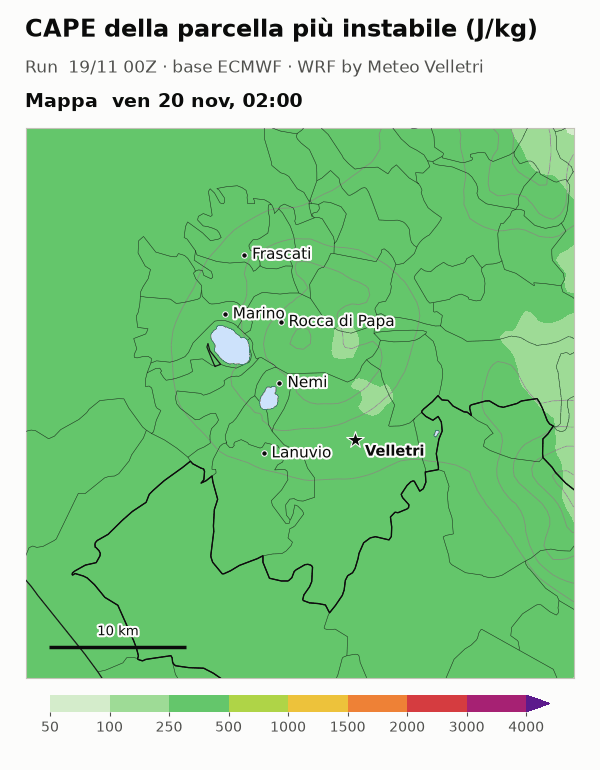 CAPE della parcella più instabile (J/kg)
Run  19/11 00Z · base ECMWF · WRF by Meteo Velletri
Mappa  ven 20 nov, 02:00
Frascati
Marino
Rocca di Papa
Nemi
Velletri
Lanuvio
10 km
50 100 250 500 1000 1500 2000 3000 4000